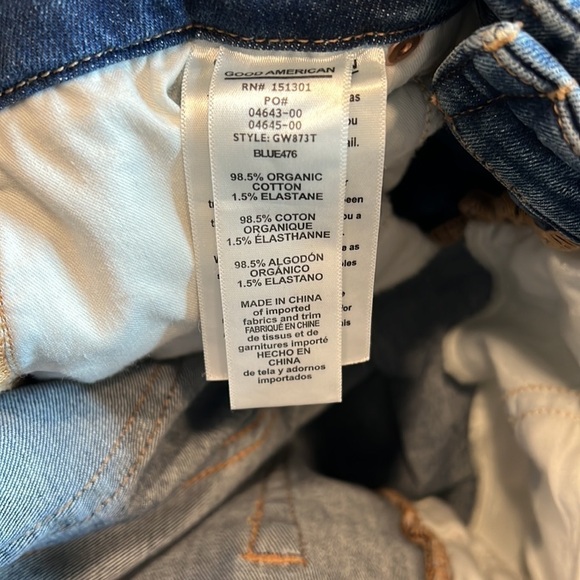 GOOD AMERICAN
RN# 151301
PO#
04643-00
04645-00
STYLE: GW873T
BLUE476
98.5% ORGANIC
COTTON
1.5% ELASTANE
98.5% COTON
ORGANIQUE
1.5% ÉLASTHANNE
98.5% ALGODÓN
ORGÁNICO
1.5% ELASTANO
MADE IN CHINA
of imported
fabrics and trim
FABRIQUÉ EN CHINE
de tissus et de
garnitures importés
HECHO EN
CHINA
de tela y adornos
importados